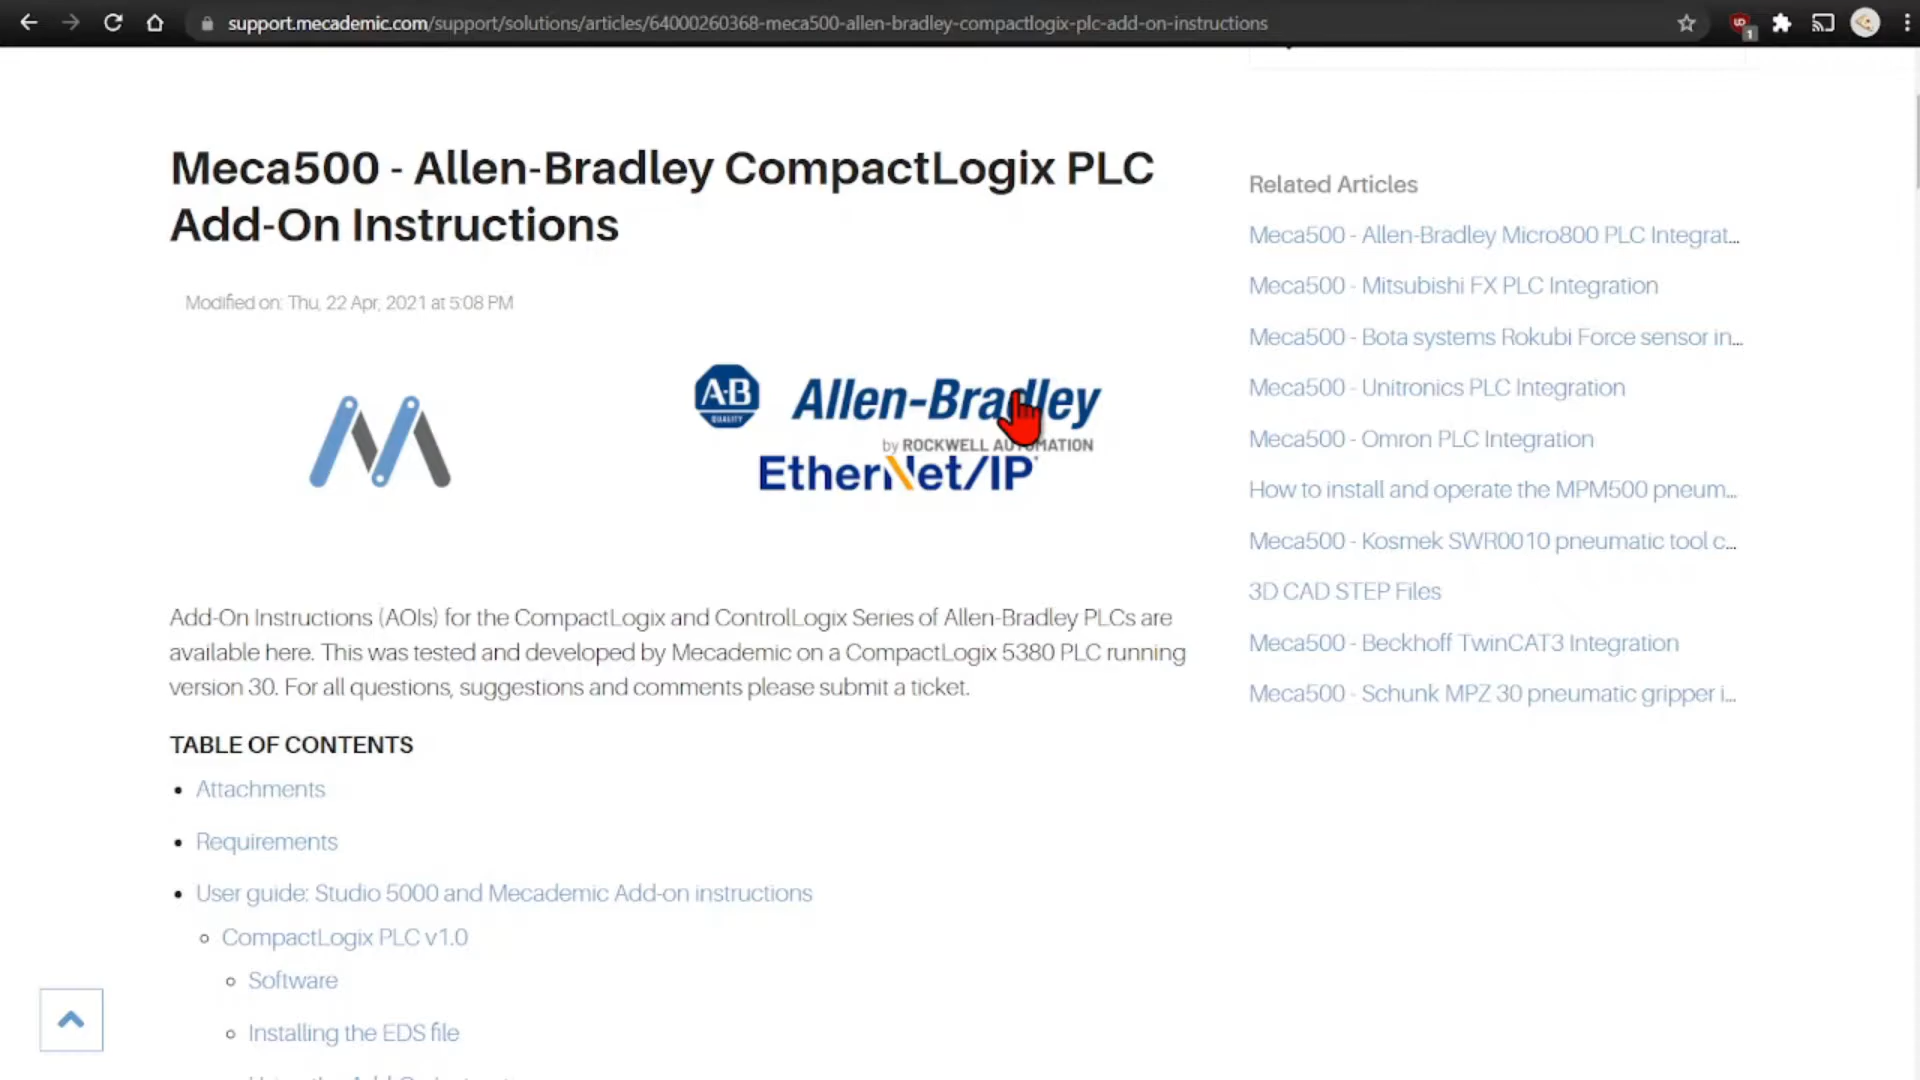 support.mecademic.com/support/solutions/articles/64000260368-meca500-allen-bradley-compactlogix-plc-add-on-instructions
1
Meca500 - Allen-Bradley CompactLogix PLC
Add-On Instructions
Modified on: Thu, 22 Apr, 2021 at 5:08 PM
A-B
QUALITY
Allen-Bradley
by ROCKWELL AUTOMATION
EtherNet/IP
Add-On Instructions (AOIs) for the CompactLogix and ControlLogix Series of Allen-Bradley PLCs are
available here. This was tested and developed by Mecademic on a CompactLogix 5380 PLC running
version 30. For all questions, suggestions and comments please submit a ticket.
TABLE OF CONTENTS
Attachments
Requirements
User guide: Studio 5000 and Mecademic Add-on instructions
CompactLogix PLC v1.0
Software
Installing the EDS file
Related Articles
Meca500 - Allen-Bradley Micro800 PLC Integrat...
Meca500 - Mitsubishi FX PLC Integration
Meca500 - Bota systems Rokubi Force sensor in...
Meca500 - Unitronics PLC Integration
Meca500 - Omron PLC Integration
How to install and operate the MPM500 pneum...
Meca500 - Kosmek SWR0010 pneumatic tool c...
3D CAD STEP Files
Meca500 - Beckhoff TwinCAT3 Integration
Meca500 - Schunk MPZ 30 pneumatic gripper i...